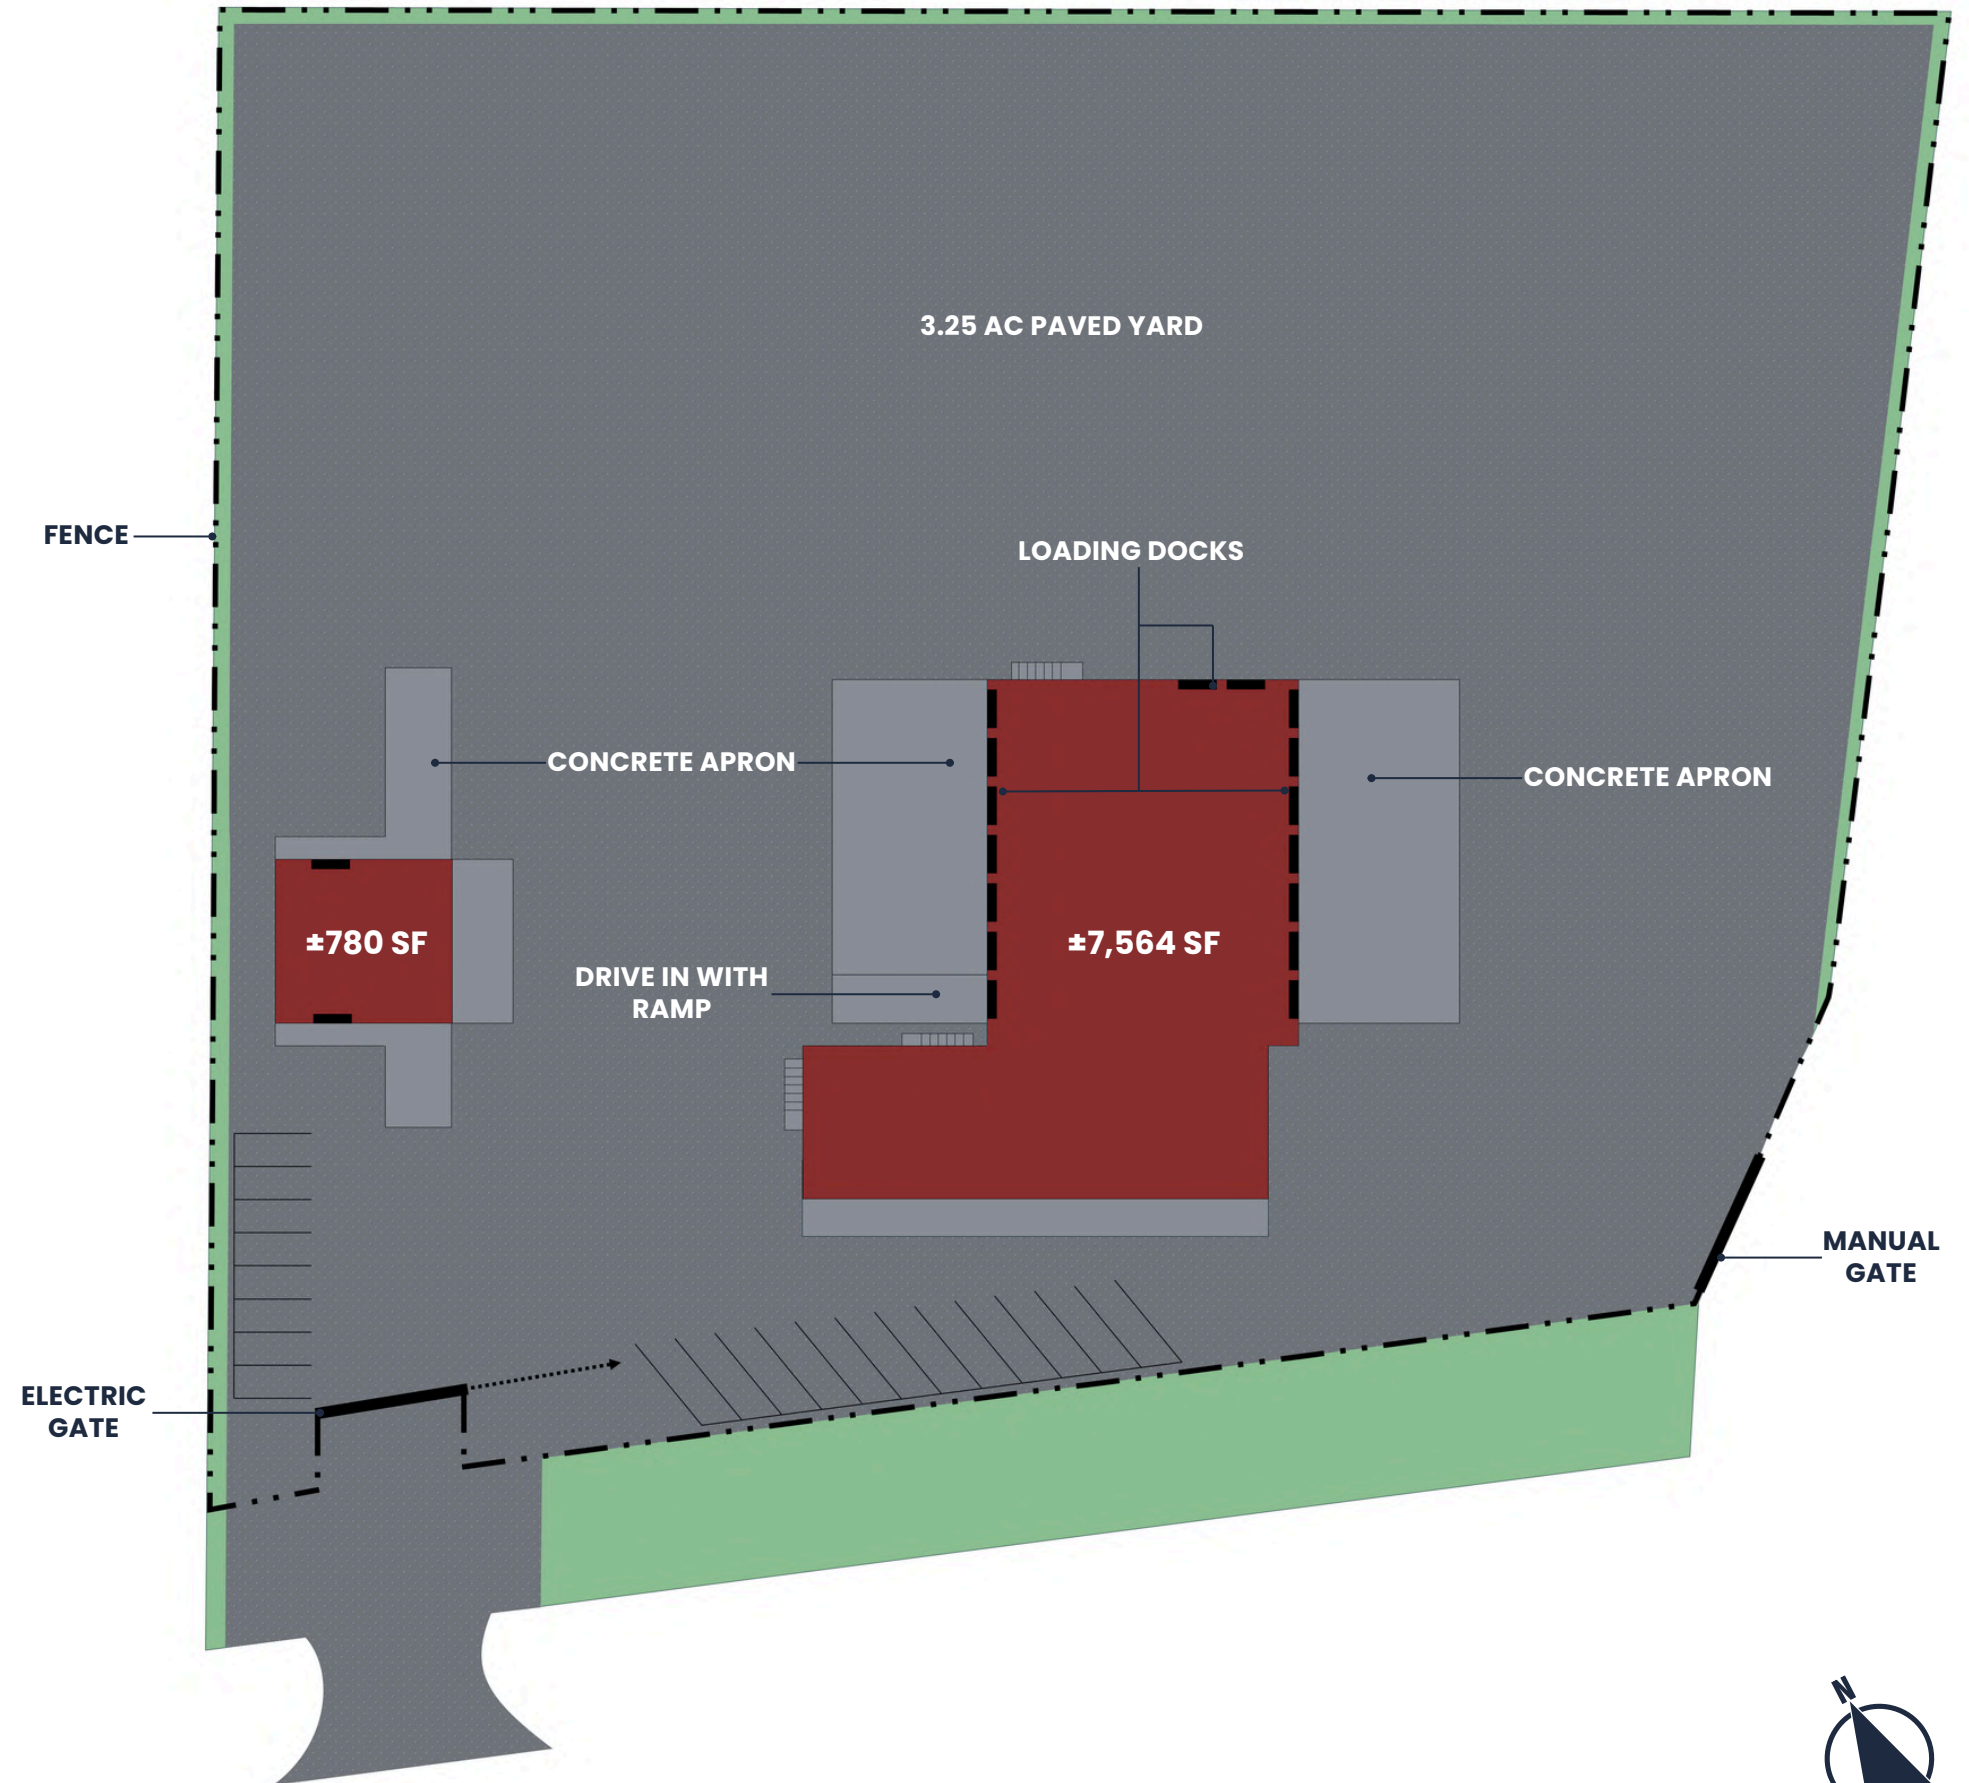 3.25 AC PAVED YARD
FENCE
LOADING DOCKS
CONCRETE APRON
CONCRETE APRON
±780 SF
±7,564 SF
DRIVE IN WITH
RAMP
MANUAL
GATE
ELECTRIC
GATE
N